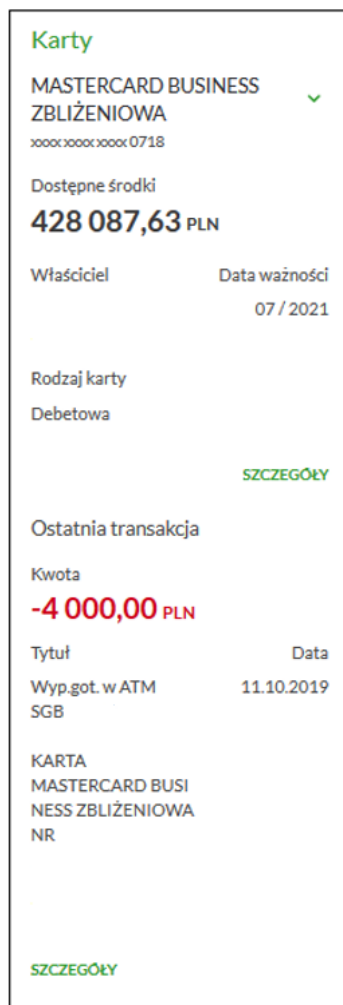 Karty
MASTERCARD BUSINESS
ZBLIŻENIOWA
xxxx xxxx xxxx 0718
Dostępne środki
428 087,63 PLN
Właściciel Data ważności
07 / 2021
Rodzaj karty
Debetowa
SZCZEGÓŁY
Ostatnia transakcja
Kwota
-4 000,00 PLN
Tytuł Data
Wyp.got. w ATM 11.10.2019
SGB
KARTA
MASTERCARD BUSI
NESS ZBLIŻENIOWA
NR
SZCZEGÓŁY